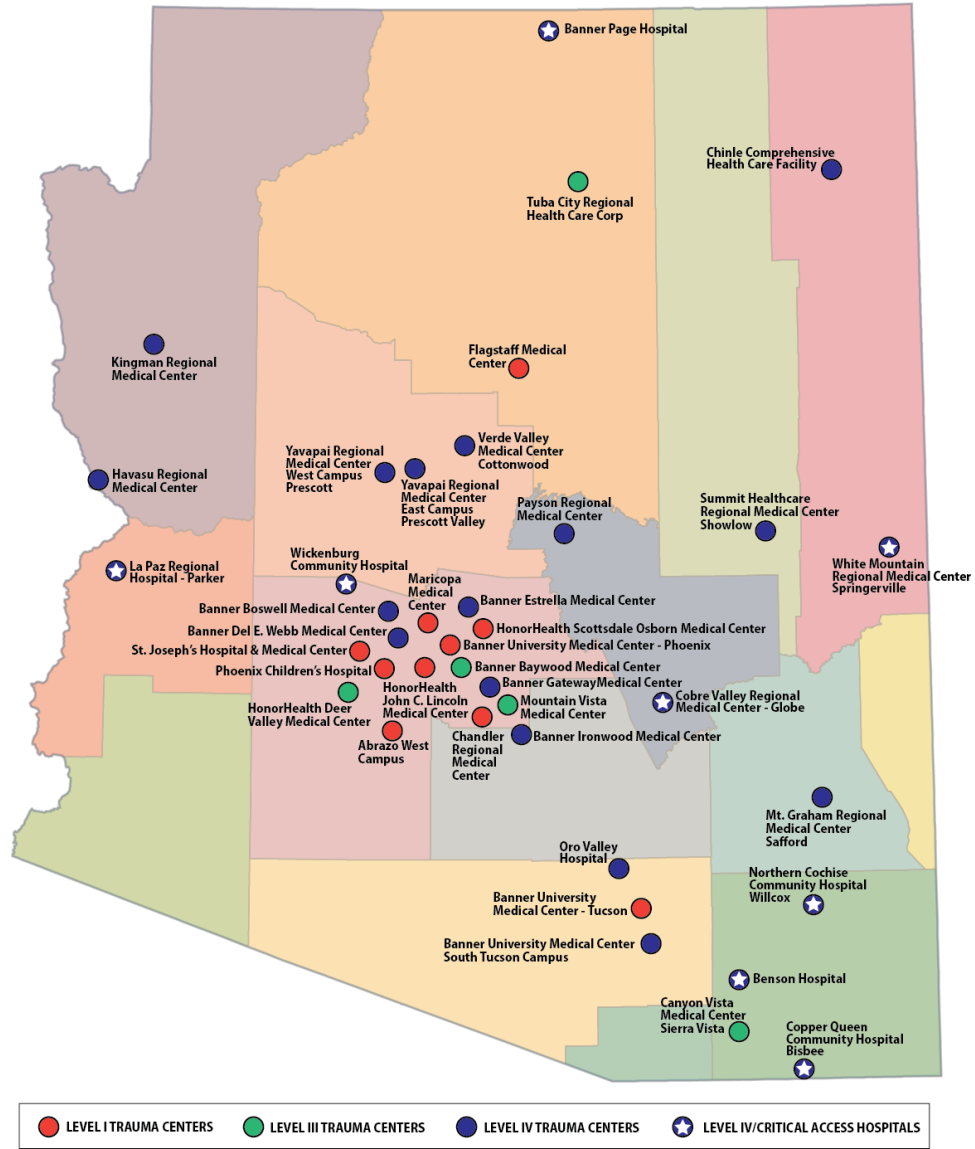 Banner Page Hospital
Chinle Comprehensive
Health Care Facility
Tuba City Regional
Health Care Corp
Kingman Regional
Medical Center
Flagstaff Medical
Center
Verde Valley
Medical Center
Cottonwood
Yavapai Regional
Medical Center
West Campus
Prescott
Yavapai Regional
Medical Center
East Campus
Prescott Valley
Havasu Regional
Medical Center
Payson Regional
Medical Center
Summit Healthcare
Regional Medical Center
Showlow
White Mountain
Regional Medical Center
Springerville
La Paz Regional
Hospital - Parker
Wickenburg
Community Hospital
Maricopa
Medical
Center
Banner Boswell Medical Center
Banner Estrella Medical Center
Banner Del E. Webb Medical Center
HonorHealth Scottsdale Osborn Medical Center
St. Joseph's Hospital & Medical Center
Banner University Medical Center - Phoenix
Phoenix Children's Hospital
Banner Baywood Medical Center
Banner GatewayMedical Center
HonorHealth
John C. Lincoln
Medical Center
HonorHealth Deer
Valley Medical Center
Mountain Vista
Medical Center
Cobre Valley Regional
Medical Center - Globe
Abrazo West
Campus
Chandler
Regional
Medical
Center
Banner Ironwood Medical Center
Mt. Graham Regional
Medical Center
Safford
Oro Valley
Hospital
Northern Cochise
Community Hospital
Willcox
Banner University
Medical Center - Tucson
Banner University Medical Center
South Tucson Campus
Benson Hospital
Canyon Vista
Medical Center
Sierra Vista
Copper Queen
Community Hospital
Bisbee
LEVEL I TRAUMA CENTERS
LEVEL III TRAUMA CENTERS
LEVEL IV TRAUMA CENTERS
LEVEL IV/CRITICAL ACCESS HOSPITALS